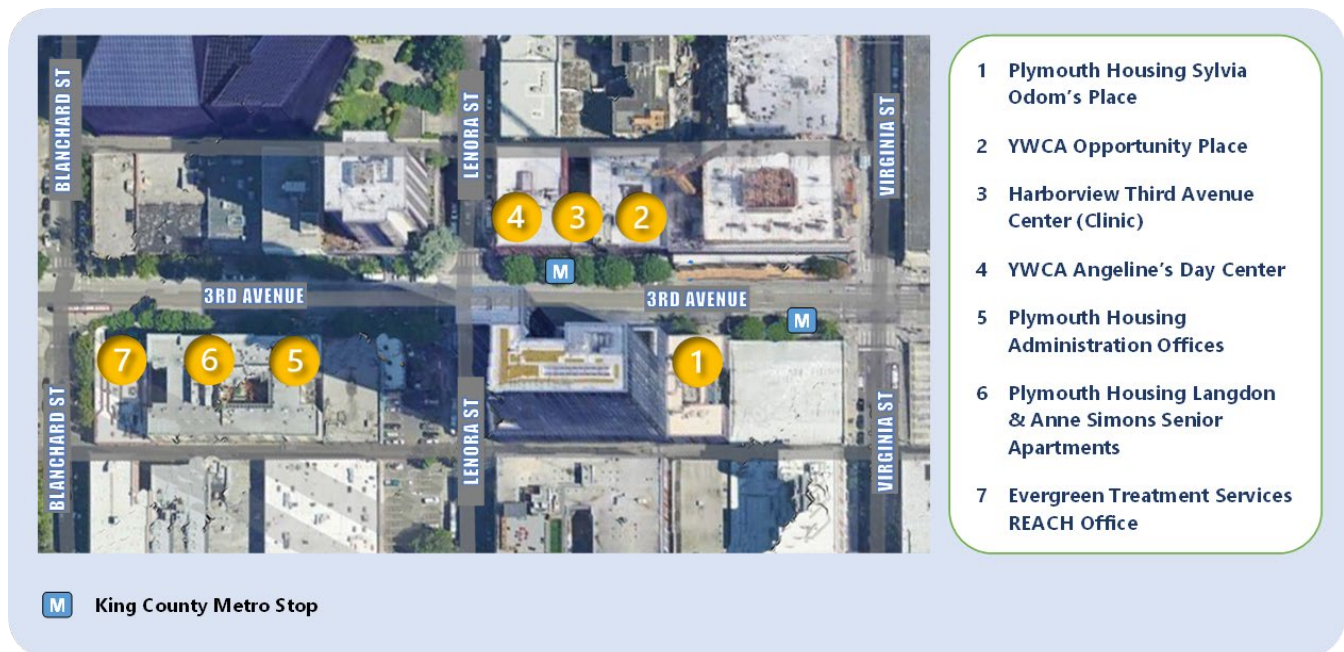 BLANCHARD ST
LENORA ST
VIRGINIA ST
4
3
2
M
3RD AVENUE
3RD AVENUE
M
7
6
5
1
BLANCHARD ST
LENORA ST
VIRGINIA ST
1 Plymouth Housing Sylvia
Odom's Place
2 YWCA Opportunity Place
3 Harborview Third Avenue
Center (Clinic)
4 YWCA Angeline's Day Center
5 Plymouth Housing
Administration Offices
6 Plymouth Housing Langdon
& Anne Simons Senior
Apartments
7 Evergreen Treatment Services
REACH Office
M King County Metro Stop